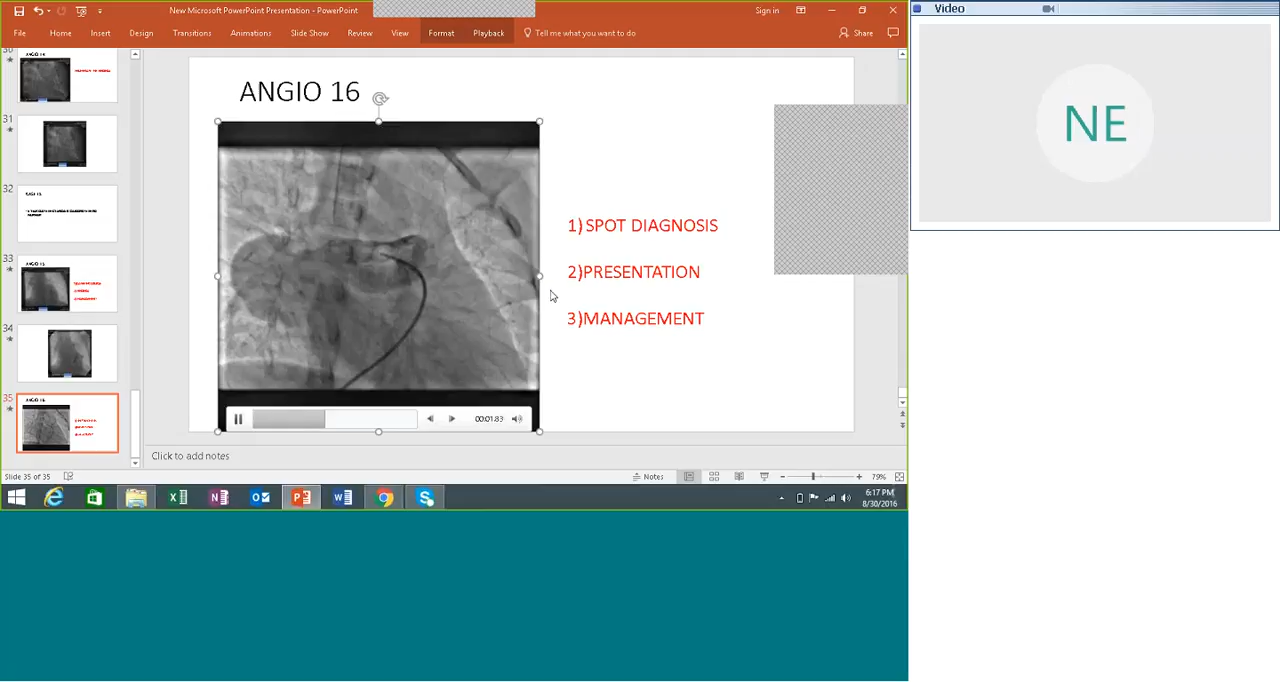 New Microsoft PowerPoint Presentation - PowerPoint
Sign in
File Home Insert Design Transitions Animations Slide Show Review View Format Playback Tell me what you want to do Share
Video
NE
31
32
33
34
35
ANGIO 16
1) SPOT DIAGNOSIS
2)PRESENTATION
3)MANAGEMENT
00:01.83
Click to add notes
Slide 35 of 35
Notes
79%
6:17 PM
8/30/2016